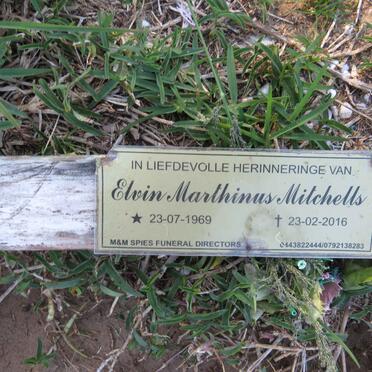 IN LIEFDEVOLLE HERINNERINGE VAN
Elvin Marthinus Mitchells
★ 23-07-1969 † 23-02-2016
M&M SPIES FUNERAL DIRECTORS 0443822444/0792138283